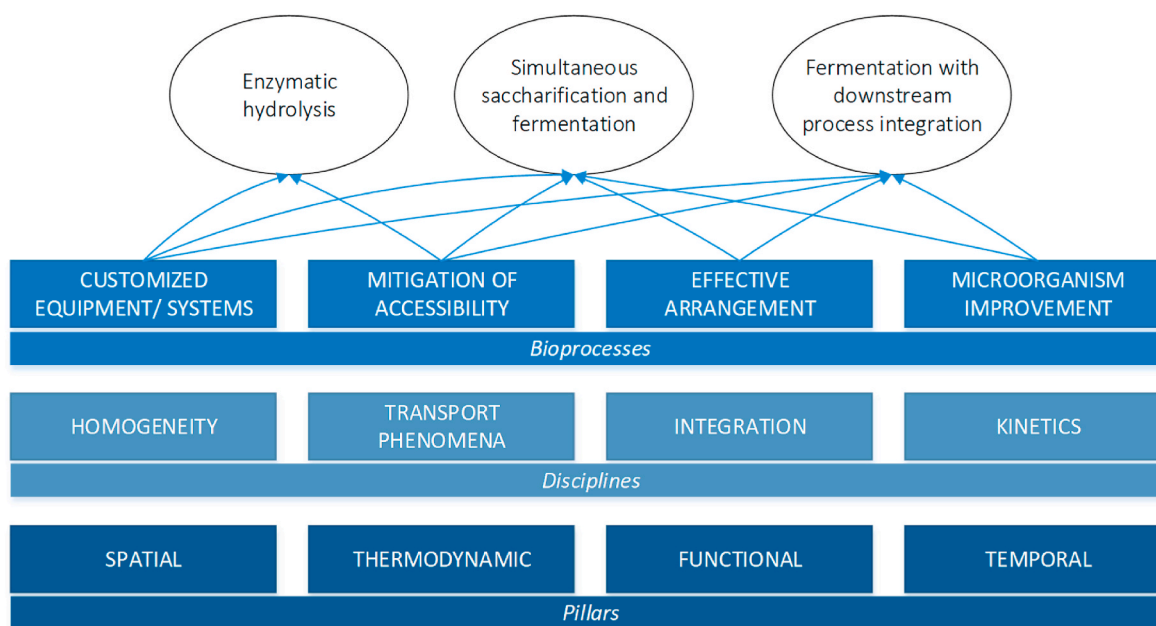 Enzymatic
hydrolysis
Simultaneous
saccharification and
fermentation
Fermentation with
downstream
process integration
CUSTOMIZED
EQUIPMENT/ SYSTEMS
MITIGATION OF
ACCESSIBILITY
EFFECTIVE
ARRANGEMENT
MICROORGANISM
IMPROVEMENT
Bioprocesses
HOMOGENEITY
TRANSPORT
PHENOMENA
INTEGRATION
KINETICS
Disciplines
SPATIAL
THERMODYNAMIC
FUNCTIONAL
TEMPORAL
Pillars